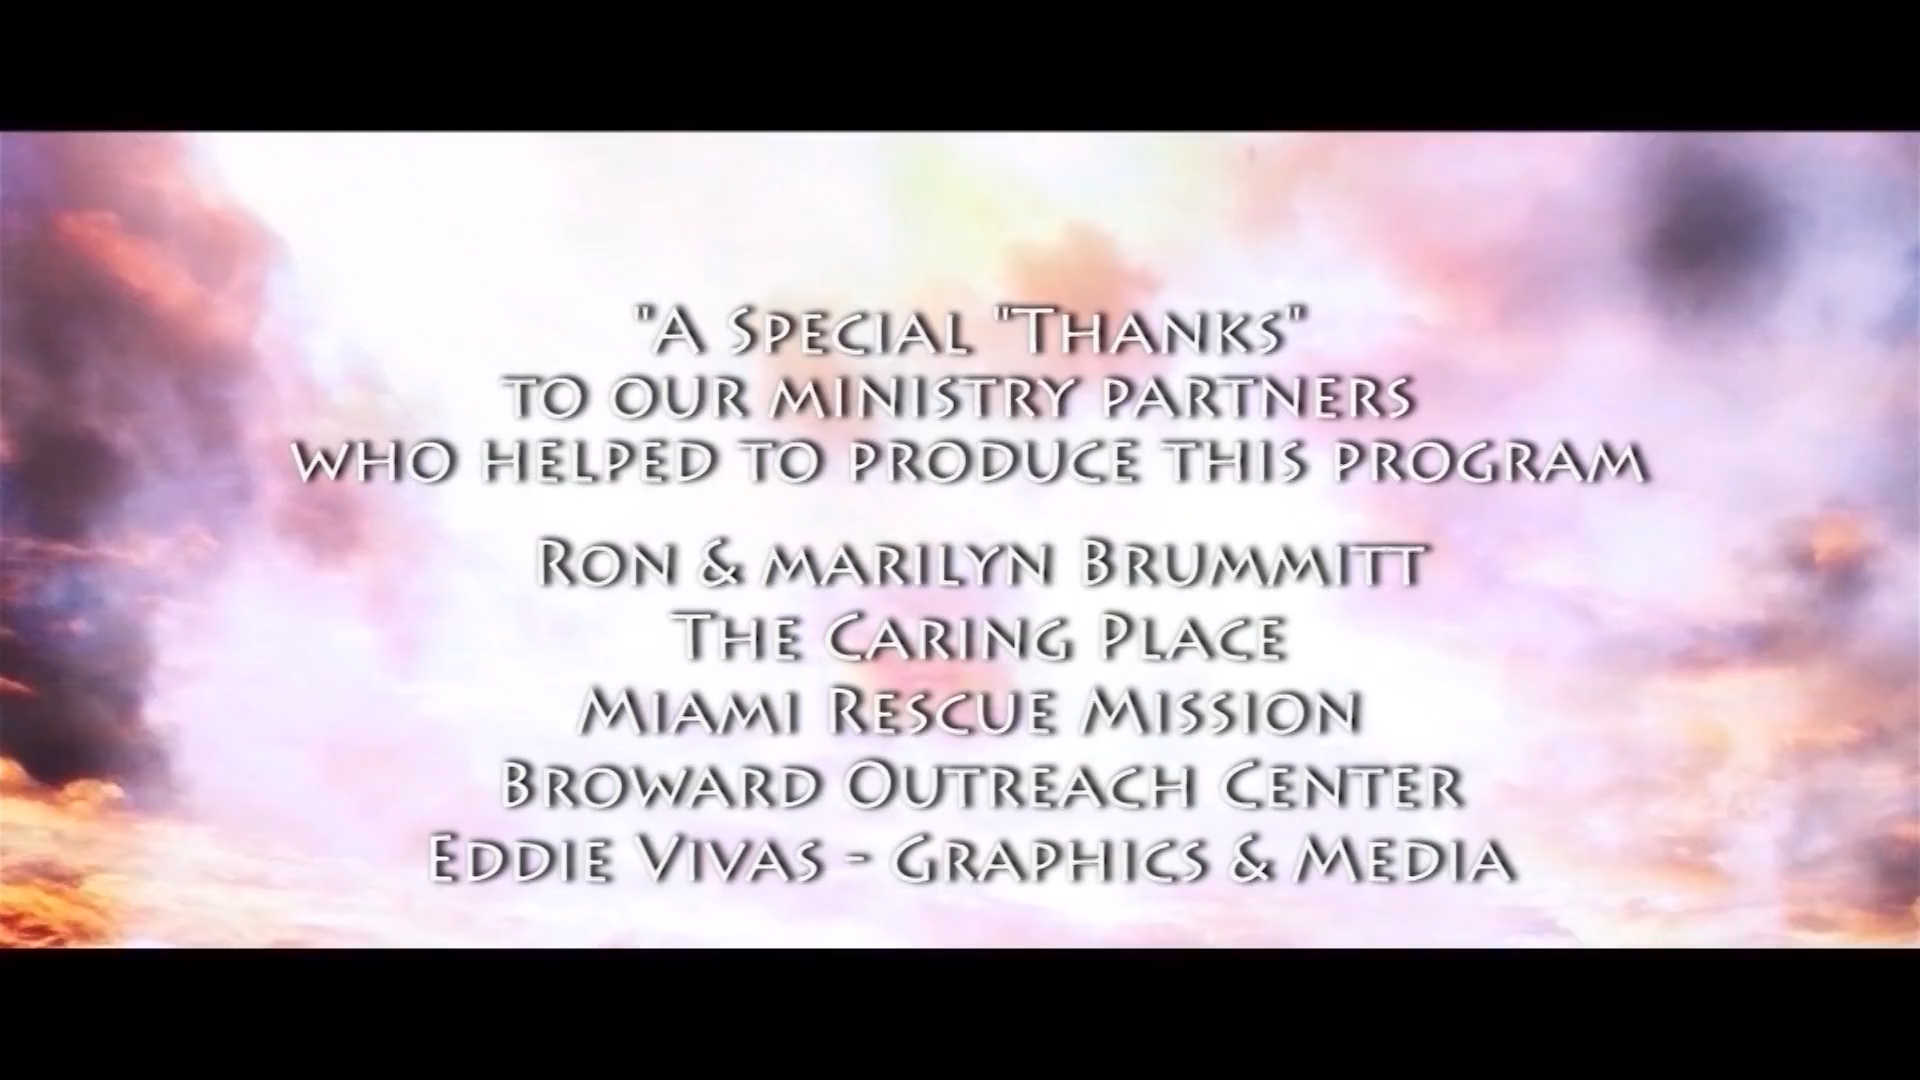 "A Special "Thanks"
to our ministry partners
who helped to produce this program
Ron & Marilyn Brummitt
The Caring Place
Miami Rescue Mission
Broward Outreach Center
Eddie Vivas - Graphics & Media